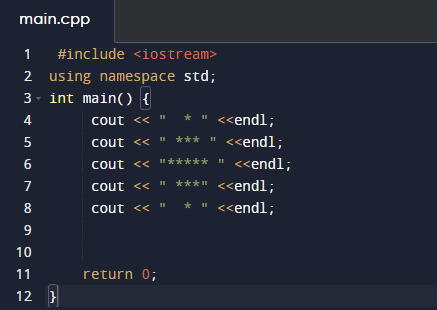 main.cpp
1 #include <iostream>
2 using namespace std;
3 int main() {
4 cout << "  * " <<endl;
5 cout << " *** " <<endl;
6 cout << "***** " <<endl;
7 cout << " ***" <<endl;
8 cout << "  * " <<endl;
9
10
11 return 0;
12 }